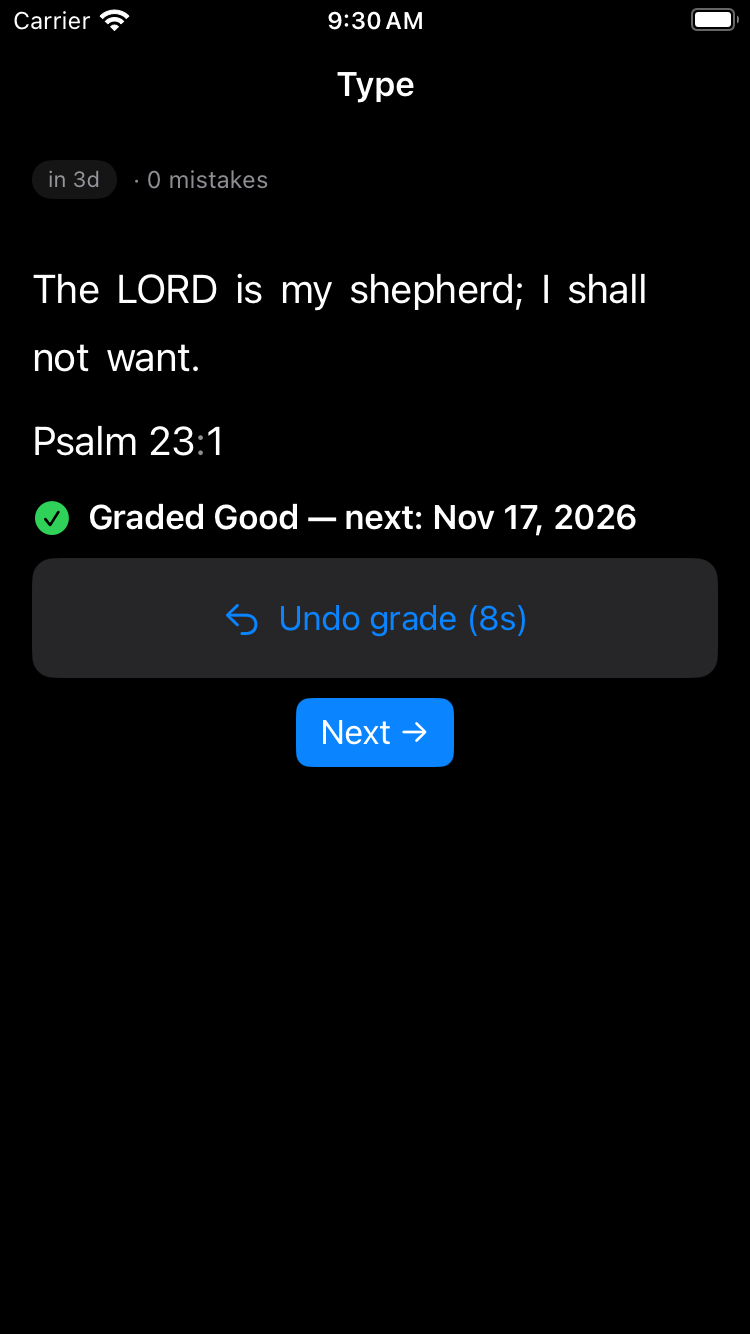 Carrier 9:30 AM
Type
in 3d · 0 mistakes
The LORD is my shepherd; I shall
not want.
Psalm 23:1
Graded Good — next: Nov 17, 2026
Undo grade (8s)
Next →